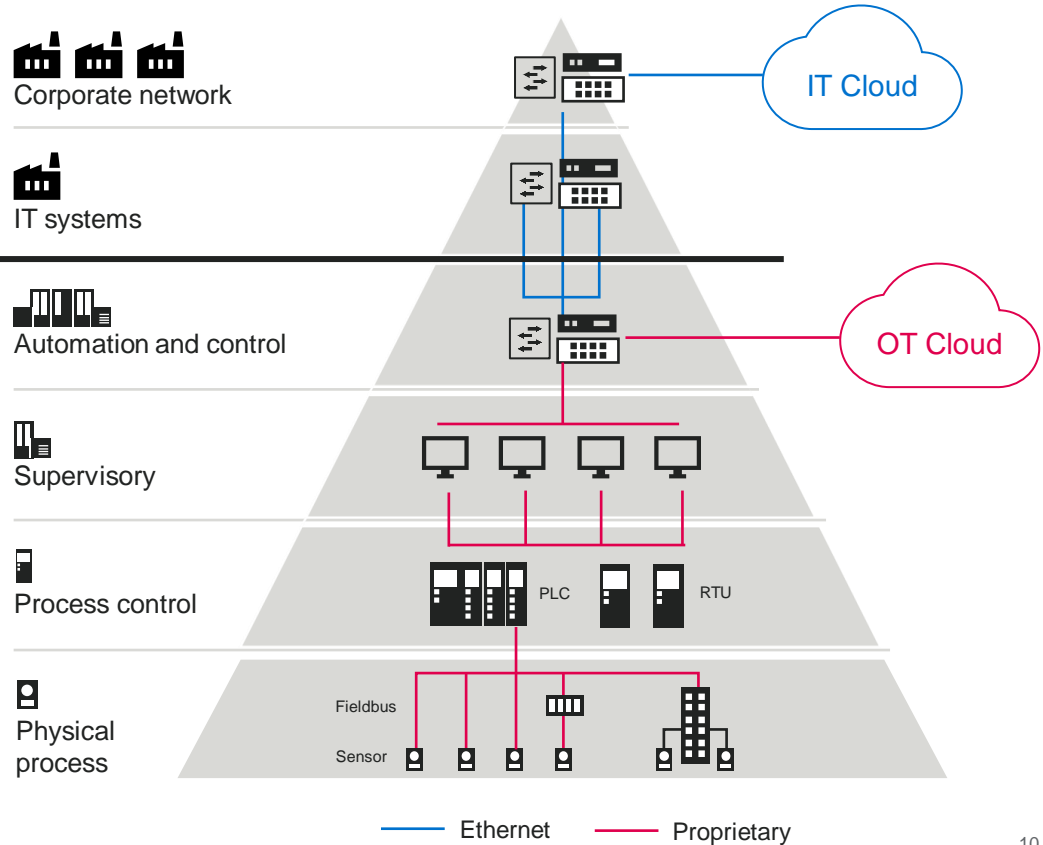 Corporate network
IT Cloud
IT systems
Automation and control
OT Cloud
Supervisory
Process control
PLC
RTU
Physical
process
Fieldbus
Sensor
Ethernet
Proprietary
10